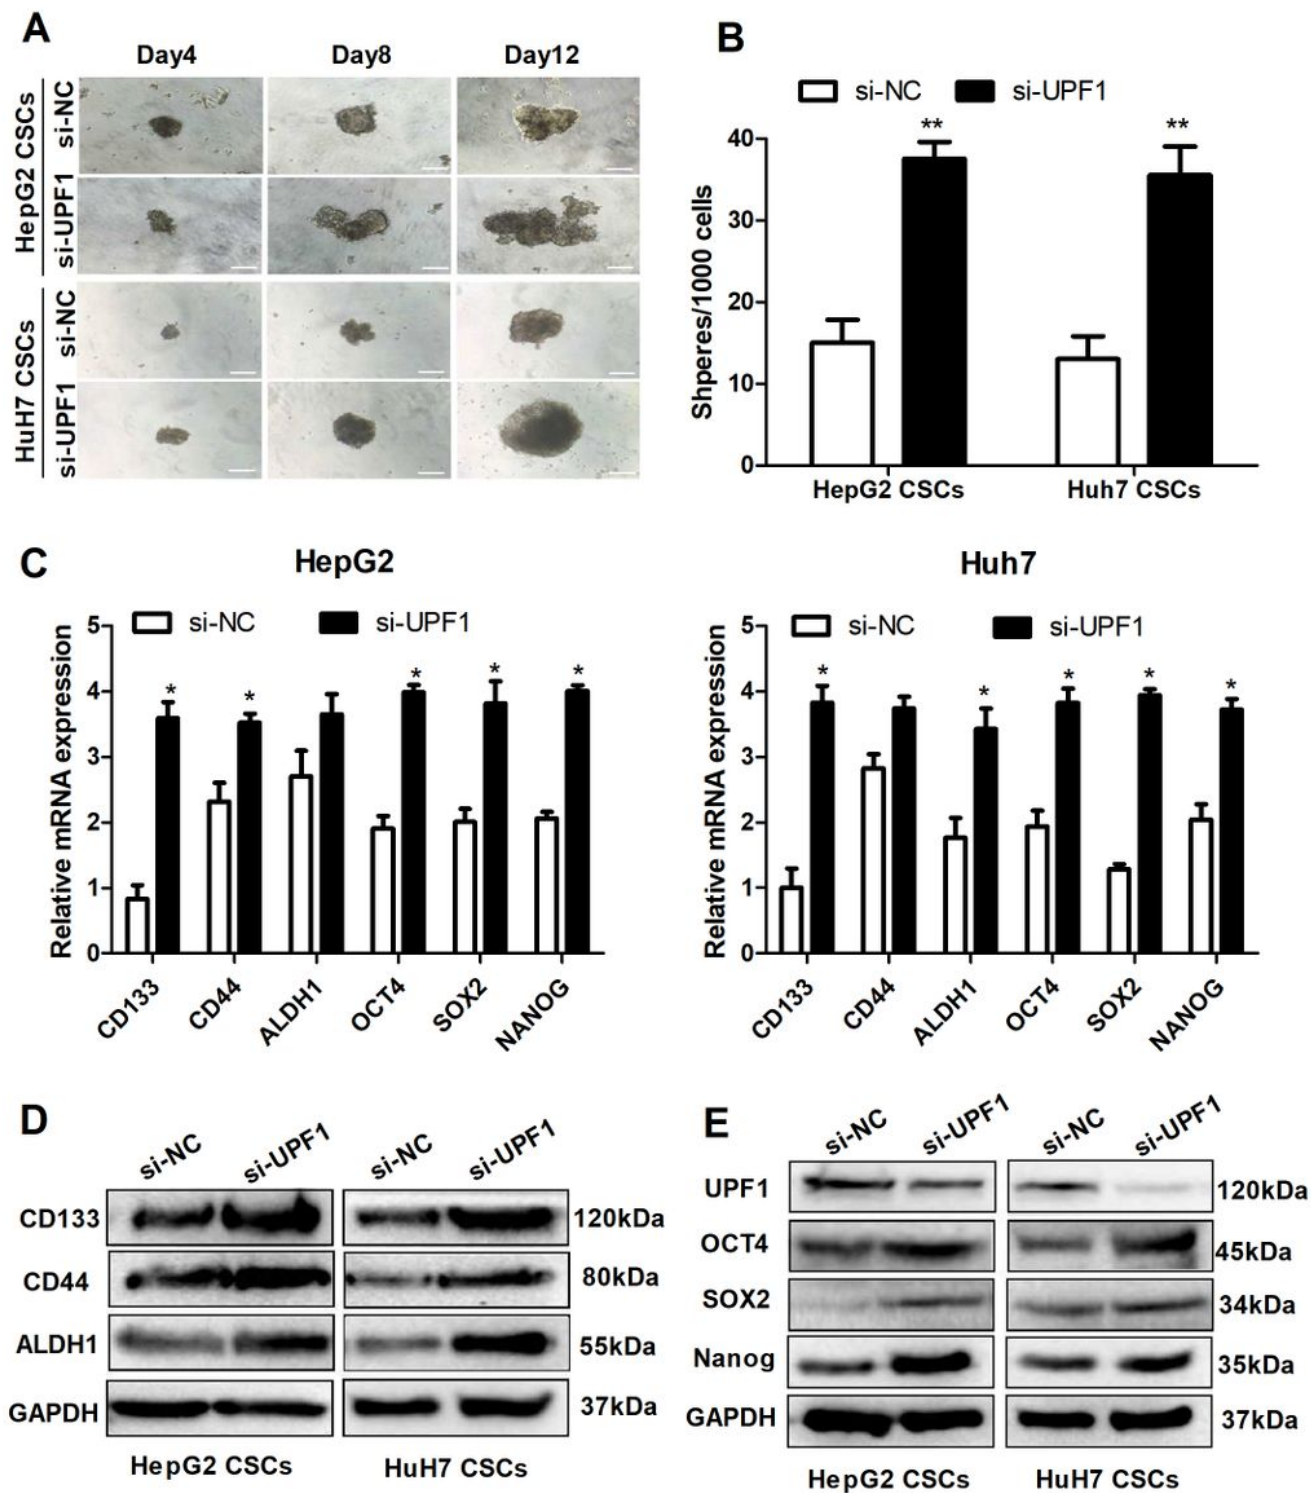 A
Day4
Day8
Day12
HepG2 CSCs
si-NC
si-UPF1
HuH7 CSCs
si-NC
si-UPF1
B
si-NC
si-UPF1
Shperes/1000 cells
40
30
20
10
0
**
**
HepG2 CSCs
Huh7 CSCs
C
HepG2
si-NC
si-UPF1
Relative mRNA expression
5
4
3
2
1
0
* * * * *
CD133
CD44
ALDH1
OCT4
SOX2
NANOG
Huh7
si-NC
si-UPF1
Relative mRNA expression
5
4
3
2
1
0
* * * * *
CD133
CD44
ALDH1
OCT4
SOX2
NANOG
D
si-NC
si-UPF1
si-NC
si-UPF1
CD133
120kDa
CD44
80kDa
ALDH1
55kDa
GAPDH
37kDa
HepG2 CSCs
HuH7 CSCs
E
si-NC
si-UPF1
si-NC
si-UPF1
UPF1
120kDa
OCT4
45kDa
SOX2
34kDa
Nanog
35kDa
GAPDH
37kDa
HepG2 CSCs
HuH7 CSCs